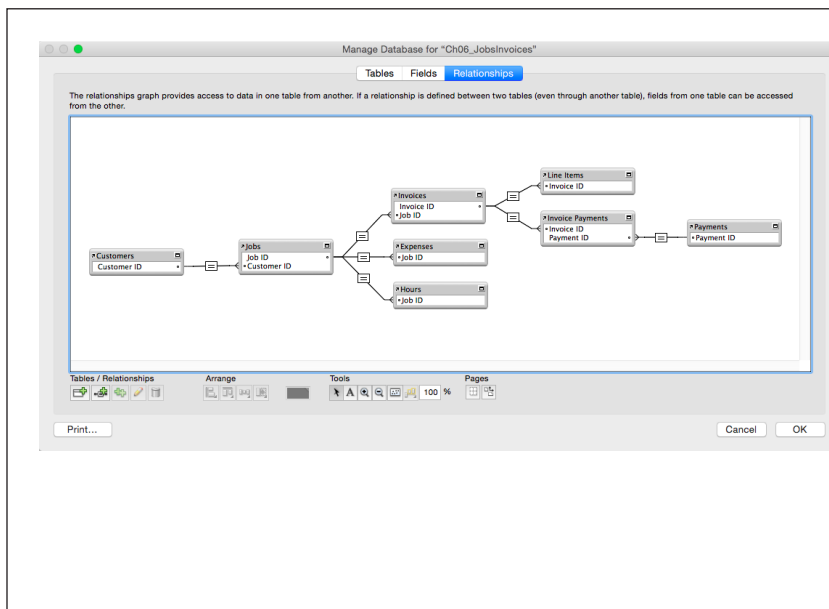 Manage Database for “Ch06_JobsInvoices”
Tables Fields Relationships
The relationships graph provides access to data in one table from another. If a relationship is defined between two tables (even through another table), fields from one table can be accessed
from the other.
Line Items
Invoice ID
Invoices
Invoice ID
Job ID
Invoice Payments
Invoice ID
Payment ID
Payments
Payment ID
Jobs
Job ID
Customer ID
Expenses
Job ID
Customers
Customer ID
Hours
Job ID
Tables / Relationships Arrange Tools Pages
A 100 %
Print... Cancel OK